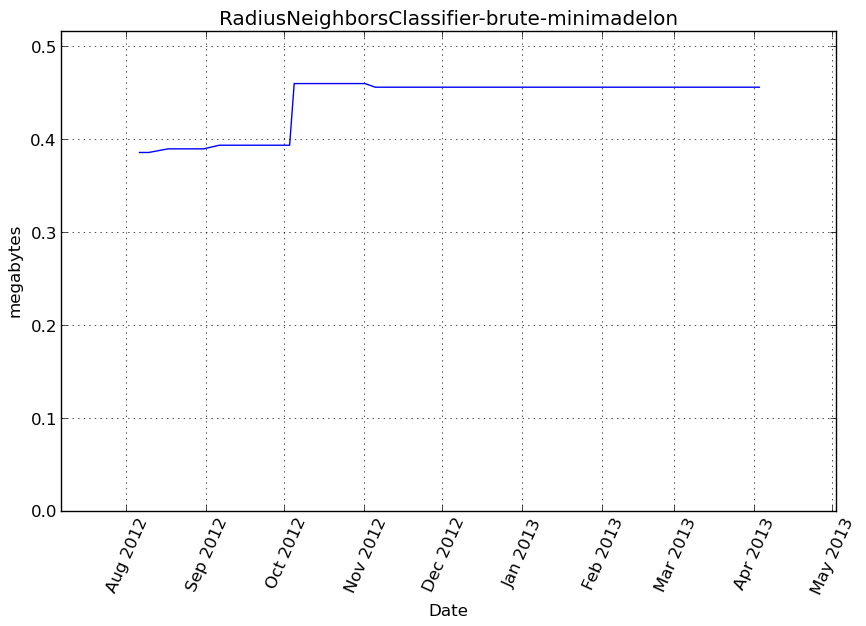 RadiusNeighborsClassifier-brute-minimadelon
0.5
0.4
0.3
0.2
0.1
0.0
megabytes
Aug 2012
Sep 2012
Oct 2012
Nov 2012
Dec 2012
Jan 2013
Feb 2013
Mar 2013
Apr 2013
May 2013
Date